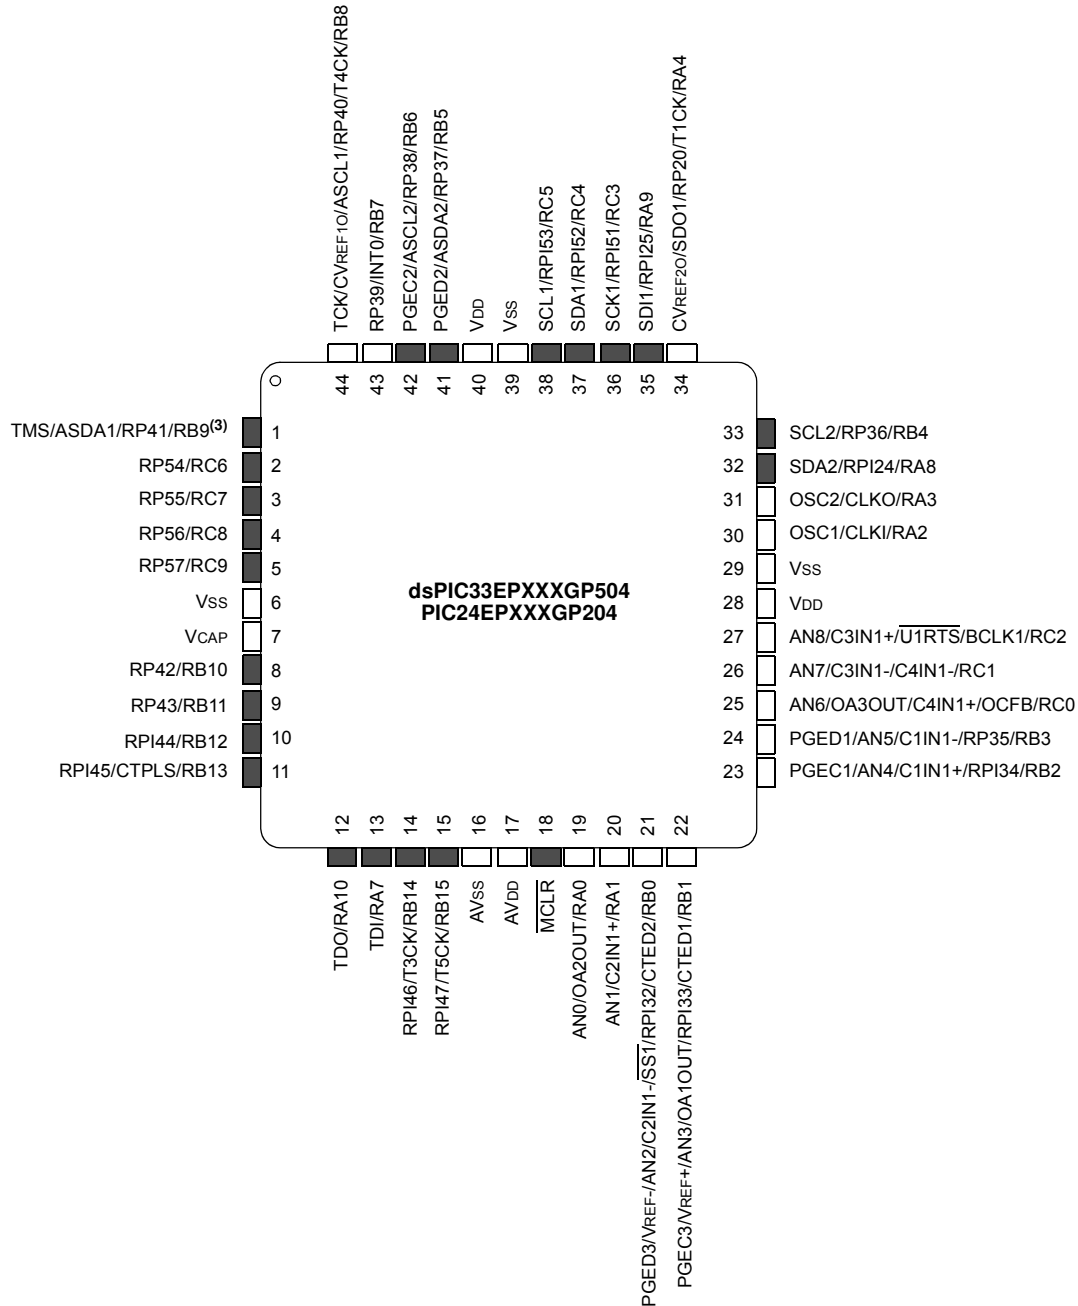 TCK/CVREF1O/ASCL1/RP40/T4CK/RB8
RP39/INT0/RB7
PGEC2/ASCL2/RP38/RB6
PGED2/ASDA2/RP37/RB5
VDD
VSS
SCL1/RPI53/RC5
SDA1/RPI52/RC4
SCK1/RPI51/RC3
SDI1/RPI25/RA9
CVREF2O/SDO1/RP20/T1CK/RA4
44
43
42
41
40
39
38
37
36
35
34
TMS/ASDA1/RP41/RB9(3) 1
RP54/RC6 2
RP55/RC7 3
RP56/RC8 4
RP57/RC9 5
VSS 6
VCAP 7
RP42/RB10 8
RP43/RB11 9
RPI44/RB12 10
RPI45/CTPLS/RB13 11
dsPIC33EPXXXGP504
PIC24EPXXXGP204
33 SCL2/RP36/RB4
32 SDA2/RPI24/RA8
31 OSC2/CLKO/RA3
30 OSC1/CLKI/RA2
29 VSS
28 VDD
27 AN8/C3IN1+/U1RTS/BCLK1/RC2
26 AN7/C3IN1-/C4IN1-/RC1
25 AN6/OA3OUT/C4IN1+/OCFB/RC0
24 PGED1/AN5/C1IN1-/RP35/RB3
23 PGEC1/AN4/C1IN1+/RPI34/RB2
12
13
14
15
16
17
18
19
20
21
22
TDO/RA10
TDI/RA7
RPI46/T3CK/RB14
RPI47/T5CK/RB15
AVSS
AVDD
MCLR
AN0/OA2OUT/RA0
AN1/C2IN1+/RA1
PGED3/VREF-/AN2/C2IN1-/SS1/RPI32/CTED2/RB0
PGEC3/VREF+/AN3/OA1OUT/RPI33/CTED1/RB1